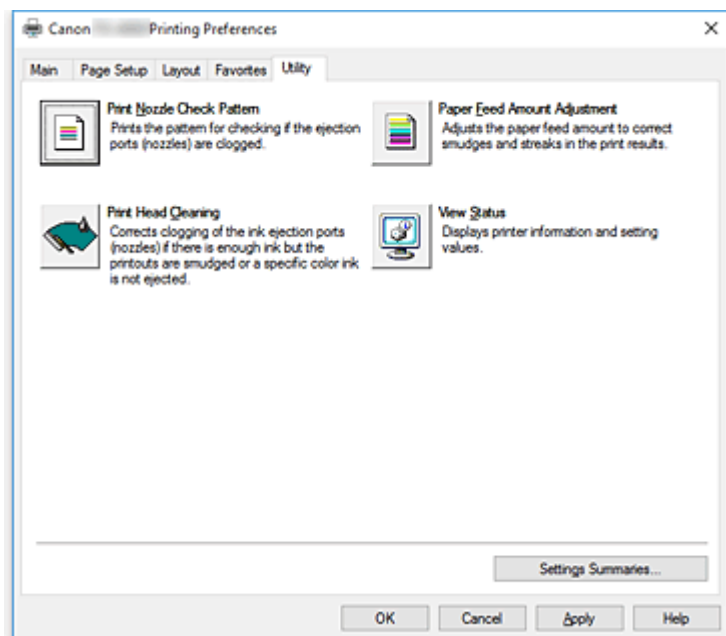 Canon Printing Preferences
Main Page Setup Layout Favorites Utility
Print Nozzle Check Pattern
Prints the pattern for checking if the ejection
ports (nozzles) are clogged.
Paper Feed Amount Adjustment
Adjusts the paper feed amount to correct
smudges and streaks in the print results.
Print Head Cleaning
Corrects clogging of the ink ejection ports
(nozzles) if there is enough ink but the
printouts are smudged or a specific color ink
is not ejected.
View Status
Displays printer information and setting
values.
Settings Summaries...
OK Cancel Apply Help